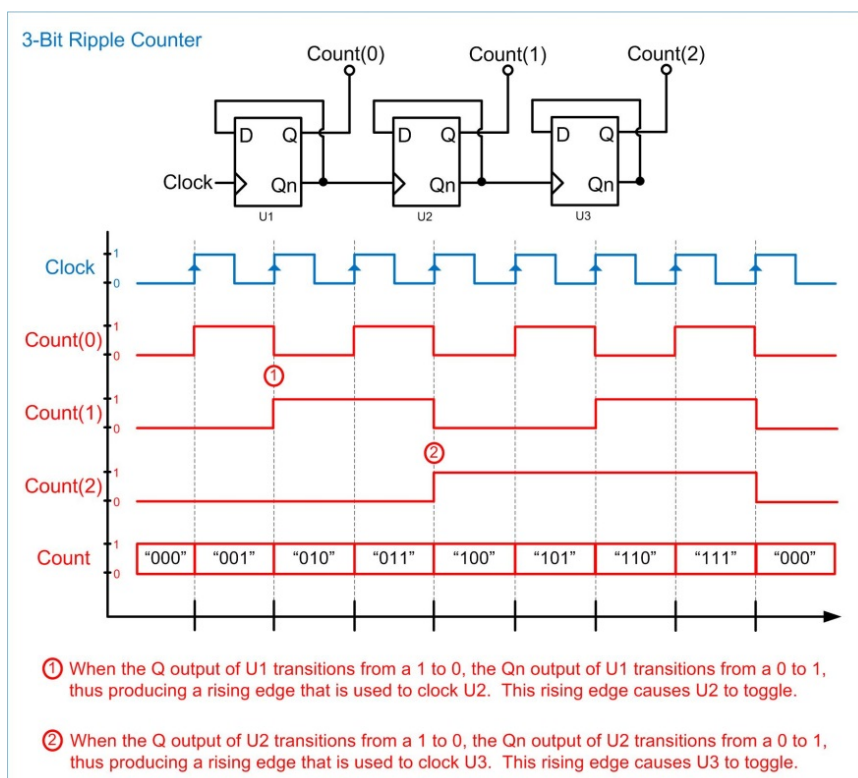 3-Bit Ripple Counter
Count(0) Count(1) Count(2)
D Q D Q D Q
Clock Qn Qn Qn
U1 U2 U3
Clock 1
0
Count(0) 1
0
1
Count(1) 1
0
2
Count(2) 1
0
Count 1
0
“000” “001” “010” “011” “100” “101” “110” “111” “000”
1 When the Q output of U1 transitions from a 1 to 0, the Qn output of U1 transitions from a 0 to 1,
thus producing a rising edge that is used to clock U2. This rising edge causes U2 to toggle.
2 When the Q output of U2 transitions from a 1 to 0, the Qn output of U2 transitions from a 0 to 1,
thus producing a rising edge that is used to clock U3. This rising edge causes U3 to toggle.